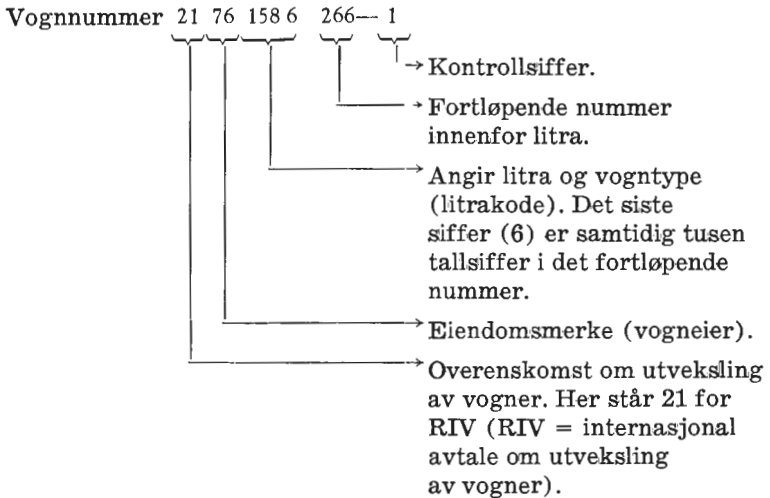 Vognnummer 21 76 158 6 266— 1
Kontrollsiffer.
Fortløpende nummer
innenfor litra.
Angir litra og vogntype
(litrakode). Det siste
siffer (6) er samtidig tusen
tallsiffer i det fortløpende
nummer.
Eiendomsmerke (vogneier).
Overenskomst om utveksling
av vogner. Her står 21 for
RIV (RIV = internasjonal
avtale om utveksling
av vogner).